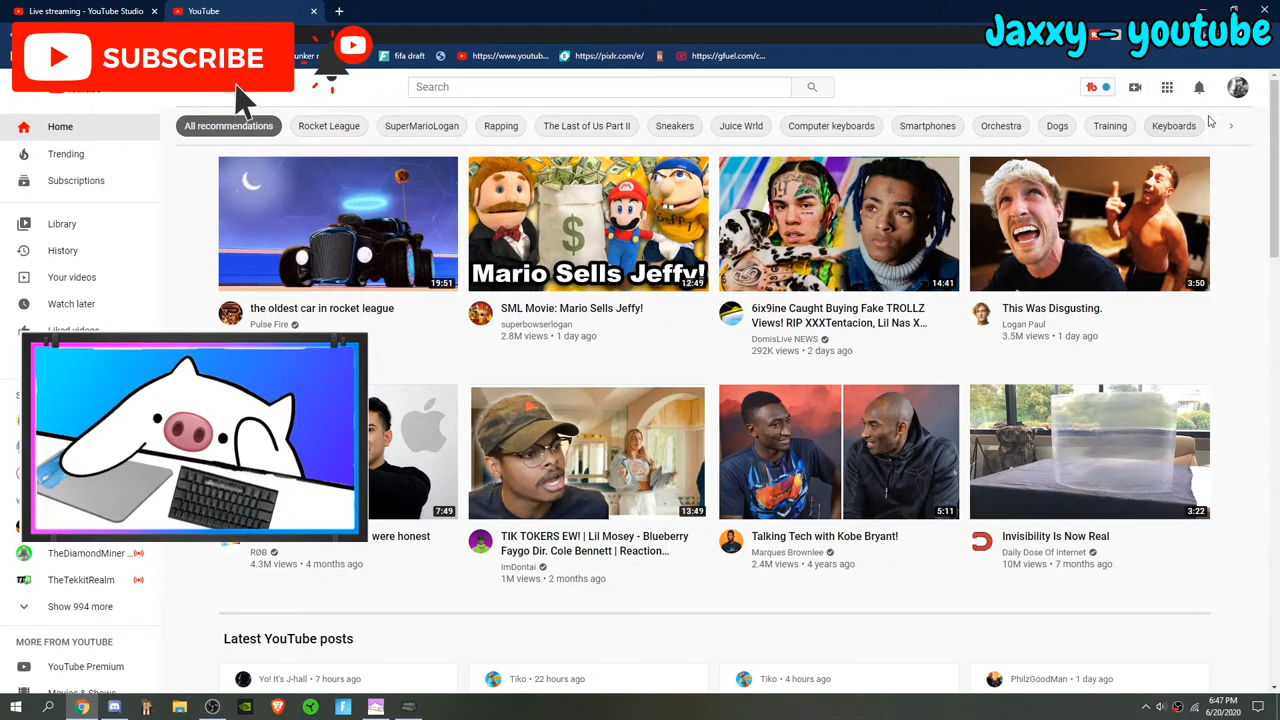 Live streaming - YouTube Studio
YouTube
Jaxxy - youtube
SUBSCRIBE
fifa draft
https://www.youtub...
https://pixlr.com/e/
https://gfuel.com/c...
Search
Home
Trending
Subscriptions
Library
History
Your videos
Watch later
Liked videos
TheDiamondMiner ...
TheTekkitRealm
Show 994 more
MORE FROM YOUTUBE
YouTube Premium
Movies & Shows
All recommendations
Rocket League
SuperMarioLogan
Rapping
The Last of Us Part II
Sneakers
Juice Wrld
Computer keyboards
Smartphones
Orchestra
Dogs
Training
Keyboards
19:51
the oldest car in rocket league
Pulse Fire
Mario Sells Jeffy!
12:49
SML Movie: Mario Sells Jeffy!
superbowserlogan
2.8M views • 1 day ago
14:41
6ix9ine Caught Buying Fake TROLLZ
Views! RIP XXXTentacion, Lil Nas X...
DomisLive NEWS
292K views • 2 days ago
3:50
This Was Disgusting.
Logan Paul
3.5M views • 1 day ago
7:49
were honest
RØB
4.3M views • 4 months ago
13:49
TIK TOKERS EW! | Lil Mosey - Blueberry
Faygo Dir. Cole Bennett | Reaction...
ImDontai
1M views • 2 months ago
5:11
Talking Tech with Kobe Bryant!
Marques Brownlee
2.4M views • 4 years ago
3:22
Invisibility Is Now Real
Daily Dose Of Internet
10M views • 7 months ago
Latest YouTube posts
Yo! It's J-hall • 7 hours ago
Tiko • 22 hours ago
Tiko • 4 hours ago
PhilzGoodMan • 1 day ago
6:47 PM
6/20/2020